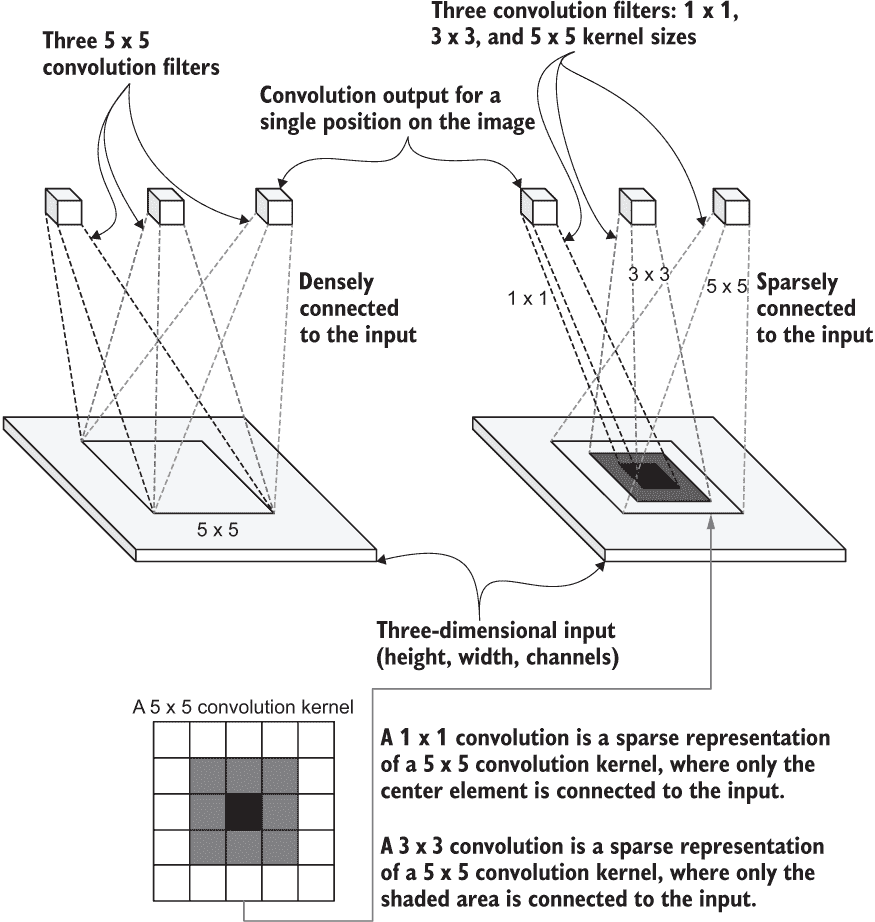 Three convolution filters: 1 x 1,
3 x 3, and 5 x 5 kernel sizes
Three 5 x 5
convolution filters
Convolution output for a
single position on the image
Densely
connected
to the input
1 x 1
3 x 3
5 x 5
Sparsely
connected
to the input
5 x 5
Three-dimensional input
(height, width, channels)
A 5 x 5 convolution kernel
A 1 x 1 convolution is a sparse representation
of a 5 x 5 convolution kernel, where only the
center element is connected to the input.
A 3 x 3 convolution is a sparse representation
of a 5 x 5 convolution kernel, where only the
shaded area is connected to the input.